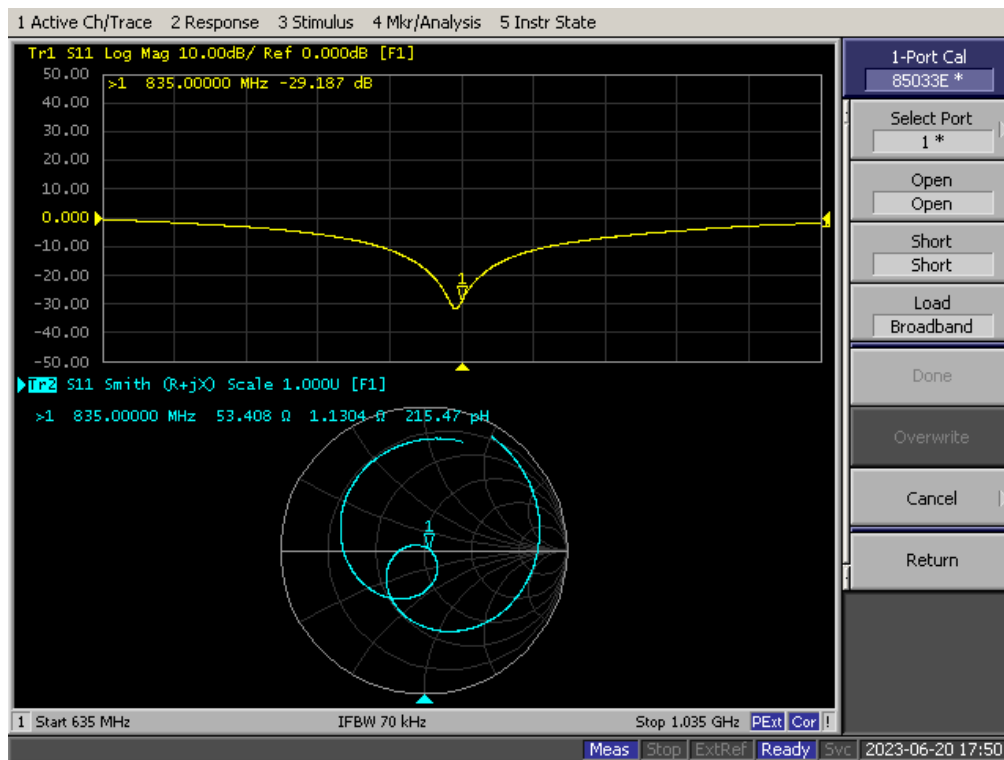 1 Active Ch/Trace 2 Response 3 Stimulus 4 Mkr/Analysis 5 Instr State
Tr1 S11 Log Mag 10.00dB/ Ref 0.000dB [F1]
50.00
>1 835.00000 MHz -29.187 dB
40.00
30.00
20.00
10.00
0.000
-10.00
-20.00
1
-30.00
-40.00
-50.00
Tr2 S11 Smith (R+jX) Scale 1.000U [F1]
>1 835.00000 MHz 53.408 Ω 1.1304 Ω 215.47 pH
1
1 Start 635 MHz IFBW 70 kHz Stop 1.035 GHz PExt Cor !
Meas Stop ExtRef Ready Svc 2023-06-20 17:50
1-Port Cal
85033E *
Select Port
1 *
Open
Open
Short
Short
Load
Broadband
Done
Overwrite
Cancel
Return